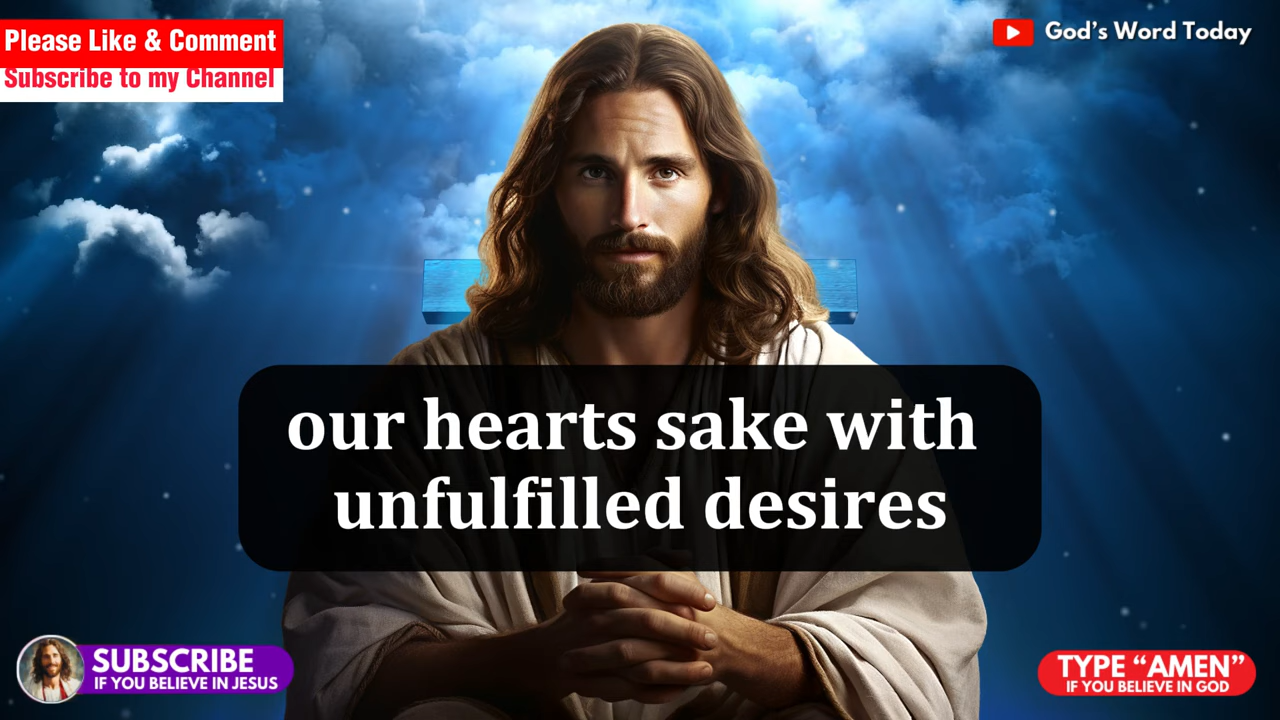 Please Like & Comment
Subscribe to my Channel
God's Word Today
our hearts sake with
unfulfilled desires
SUBSCRIBE
IF YOU BELIEVE IN JESUS
TYPE “AMEN”
IF YOU BELIEVE IN GOD